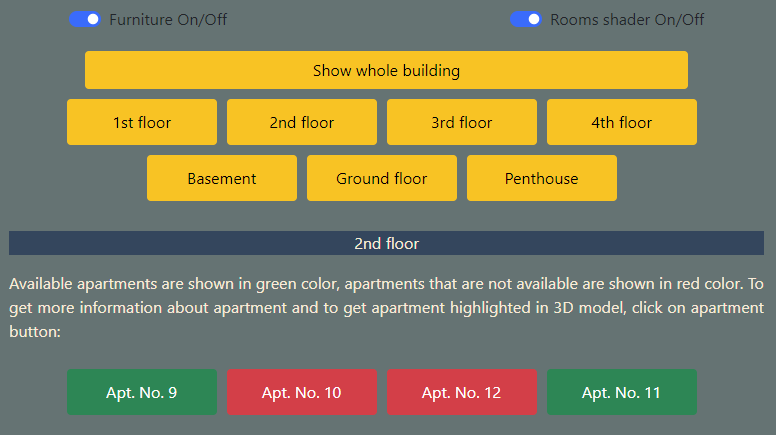 Furniture On/Off Rooms shader On/Off
Show whole building
1st floor 2nd floor 3rd floor 4th floor
Basement Ground floor Penthouse
2nd floor
Available apartments are shown in green color, apartments that are not available are shown in red color. To
get more information about apartment and to get apartment highlighted in 3D model, click on apartment
button:
Apt. No. 9 Apt. No. 10 Apt. No. 12 Apt. No. 11